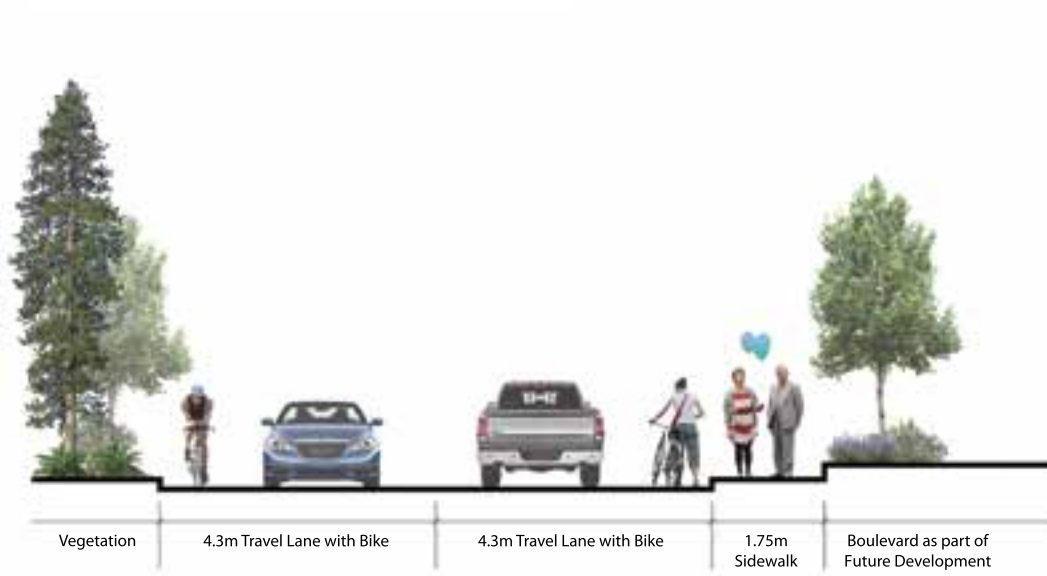 Vegetation
4.3m Travel Lane with Bike
4.3m Travel Lane with Bike
1.75m
Sidewalk
Boulevard as part of
Future Development